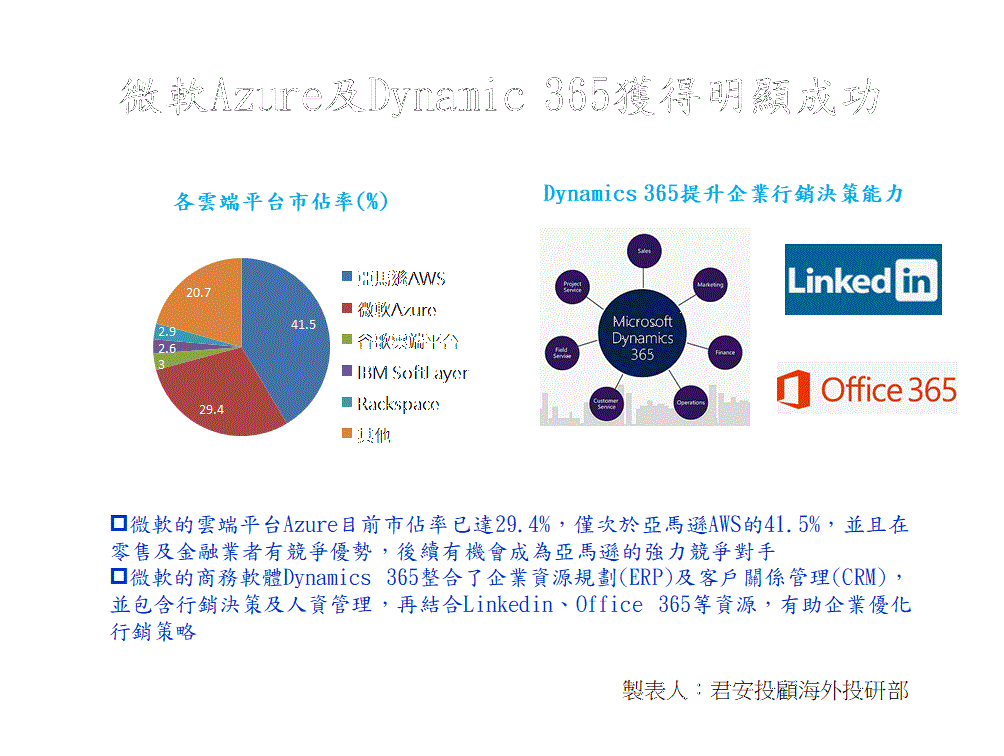 微軟Azure及Dynamic 365獲得明顯成功
各雲端平台市佔率(%)
41.5
29.4
3
2.6
2.9
20.7
亞馬遜AWS
微軟Azure
谷歌雲端平台
IBM SoftLayer
Rackspace
其他
Dynamics 365提升企業行銷決策能力
Sales
Marketing
Finance
Operations
Customer
Service
Field
Service
Project
Service
Microsoft
Dynamics
365
Linked in
Office 365
微軟的雲端平台Azure目前市佔率已達29.4%，僅次於亞馬遜AWS的41.5%，並且在
零售及金融業者有競爭優勢，後續有機會成為亞馬遜的強力競爭對手
微軟的商務軟體Dynamics 365整合了企業資源規劃(ERP)及客戶關係管理(CRM)，
並包含行銷決策及人資管理，再結合Linkedin、Office 365等資源，有助企業優化
行銷策略
製表人：君安投顧海外投研部